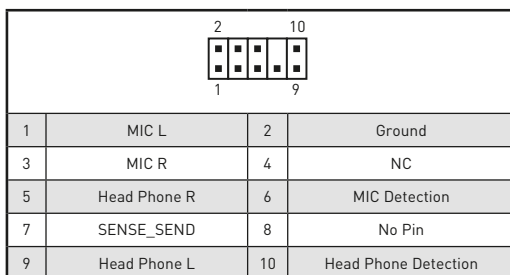 2 10
1 9
1 MIC L 2 Ground
3 MIC R 4 NC
5 Head Phone R 6 MIC Detection
7 SENSE_SEND 8 No Pin
9 Head Phone L 10 Head Phone Detection